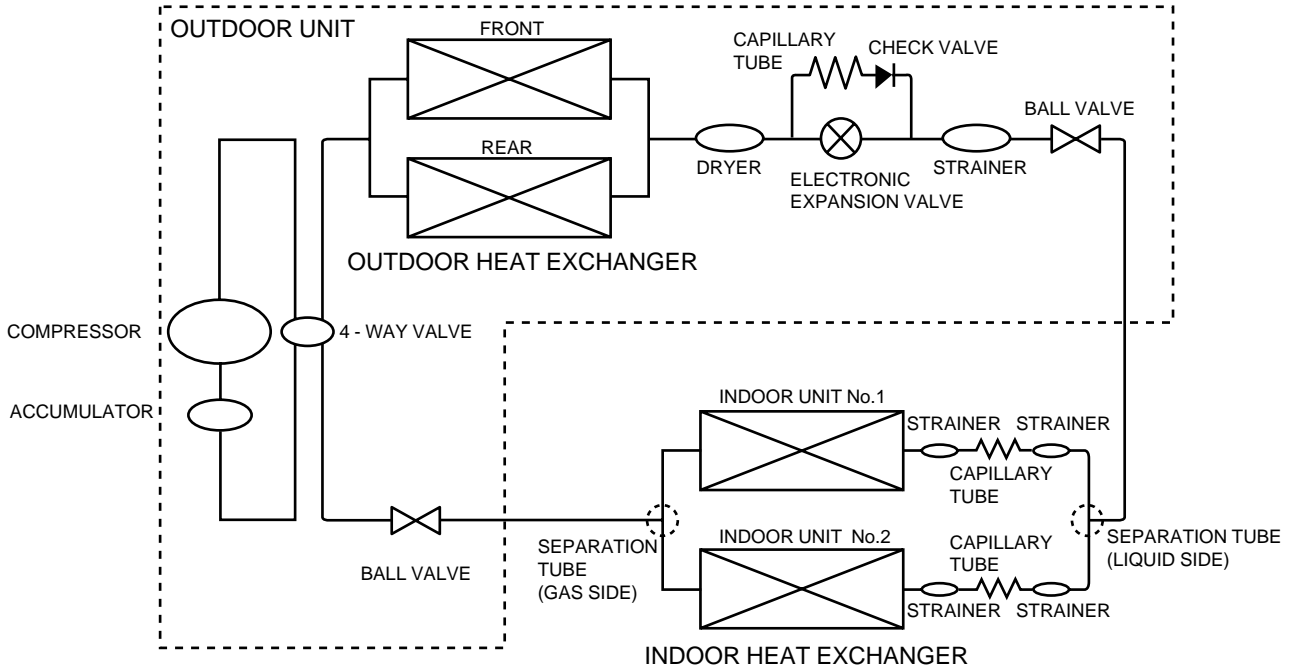 OUTDOOR UNIT
FRONT
CAPILLARY
TUBE
CHECK VALVE
BALL VALVE
REAR
DRYER
ELECTRONIC
EXPANSION VALVE
STRAINER
OUTDOOR HEAT EXCHANGER
COMPRESSOR
4 - WAY VALVE
ACCUMULATOR
INDOOR UNIT No.1
STRAINER
STRAINER
CAPILLARY
TUBE
SEPARATION
TUBE
(GAS SIDE)
INDOOR UNIT No.2
CAPILLARY
TUBE
SEPARATION TUBE
(LIQUID SIDE)
BALL VALVE
STRAINER
STRAINER
INDOOR HEAT EXCHANGER